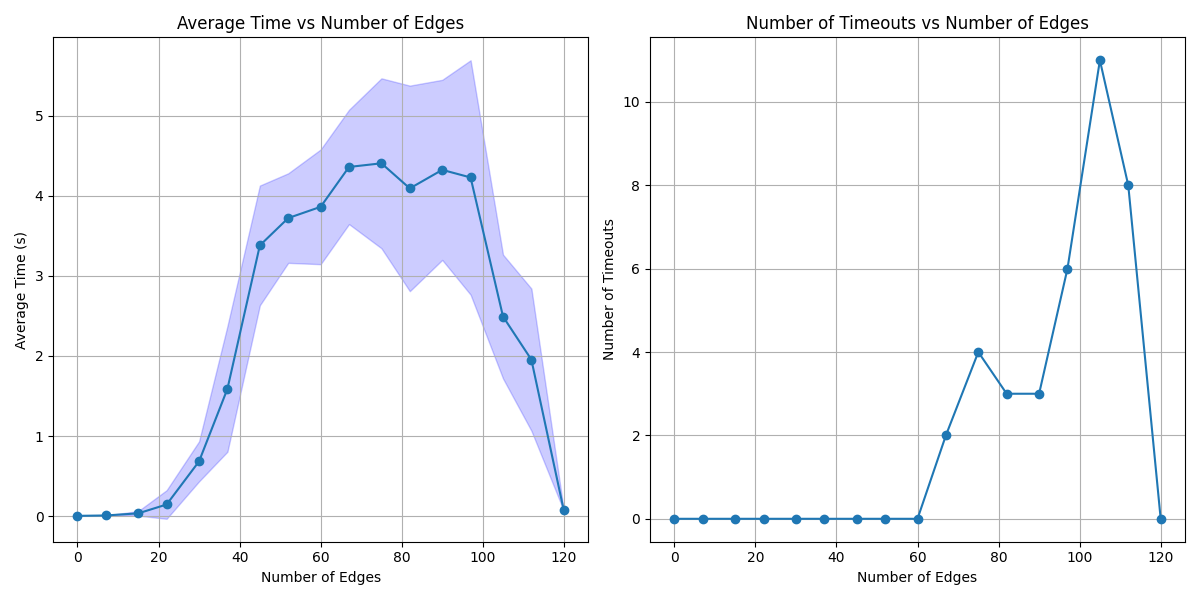 Average Time vs Number of Edges
Average Time (s)
5
4
3
2
1
0
0 20 40 60 80 100 120
Number of Edges
Number of Timeouts vs Number of Edges
Number of Timeouts
10
8
6
4
2
0
0 20 40 60 80 100 120
Number of Edges